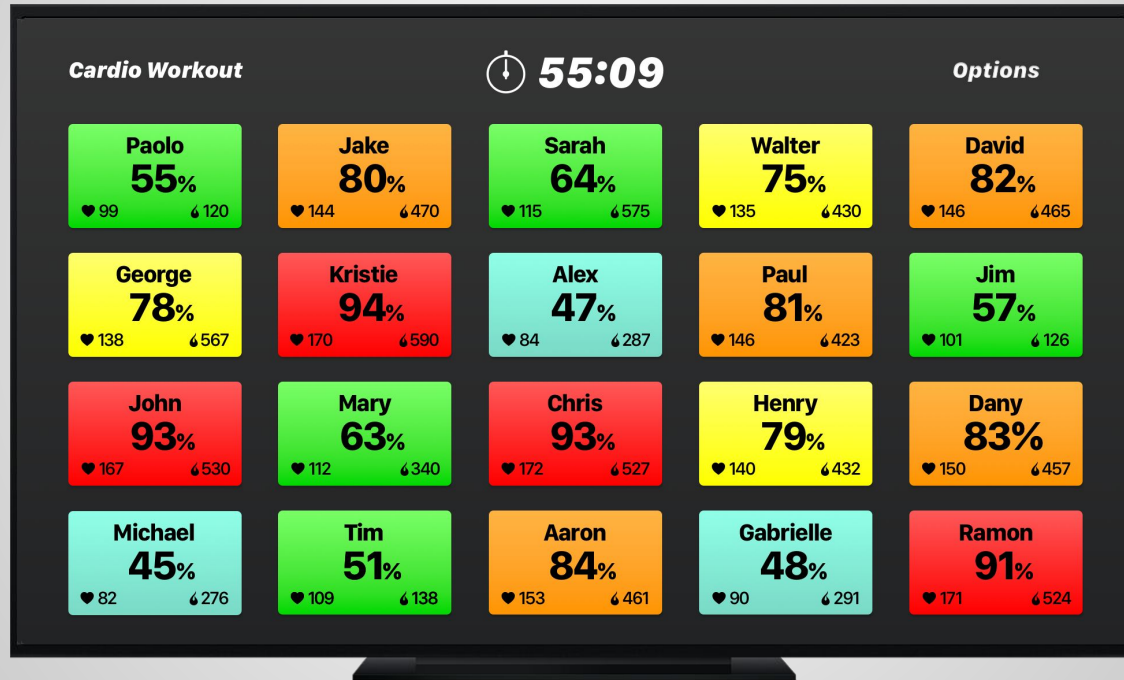 Cardio Workout 55:09 Options
Paolo Jake Sarah Walter David
55% 80% 64% 75% 82%
99 120 144 470 115 575 135 430 146 465
George Kristie Alex Paul Jim
78% 94% 47% 81% 57%
138 567 170 590 84 287 146 423 101 126
John Mary Chris Henry Dany
93% 63% 93% 79% 83%
167 530 112 340 172 527 140 432 150 457
Michael Tim Aaron Gabrielle Ramon
45% 51% 84% 48% 91%
82 276 109 138 153 461 90 291 171 524